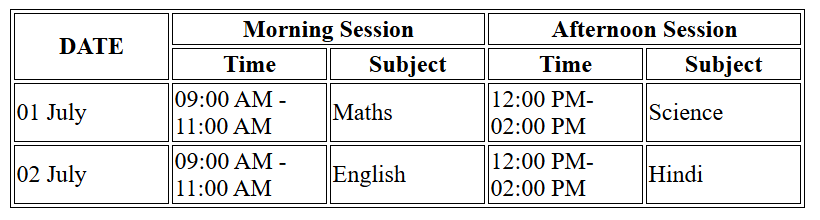 DATE Morning Session Afternoon Session
Time Subject Time Subject
01 July 09:00 AM - Maths 12:00 PM- Science
11:00 AM 02:00 PM
02 July 09:00 AM - English 12:00 PM- Hindi
11:00 AM 02:00 PM